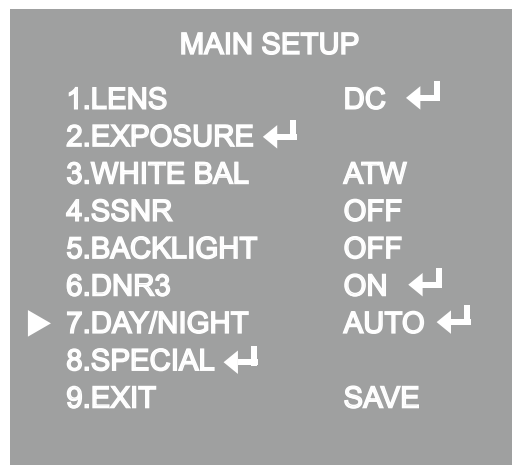 MAIN SETUP
1.LENS DC ↵
2.EXPOSURE ↵
3.WHITE BAL ATW
4.SSNR OFF
5.BACKLIGHT OFF
6.DNR3 ON ↵
▶ 7.DAY/NIGHT AUTO ↵
8.SPECIAL ↵
9.EXIT SAVE